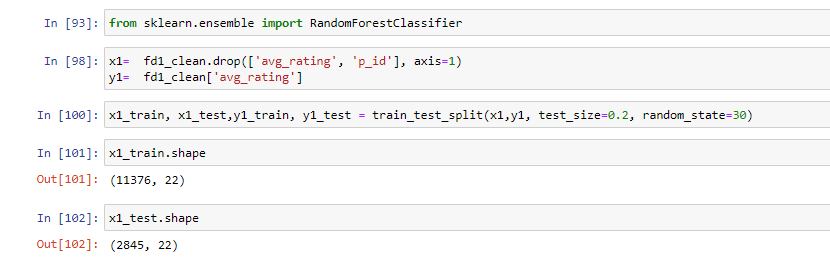 In [93]: from sklearn.ensemble import RandomForestClassifier
In [98]: x1=  fd1_clean.drop(['avg_rating', 'p_id'], axis=1)
y1=  fd1_clean['avg_rating']
In [100]: x1_train, x1_test,y1_train, y1_test = train_test_split(x1,y1, test_size=0.2, random_state=30)
In [101]: x1_train.shape
Out[101]: (11376, 22)
In [102]: x1_test.shape
Out[102]: (2845, 22)